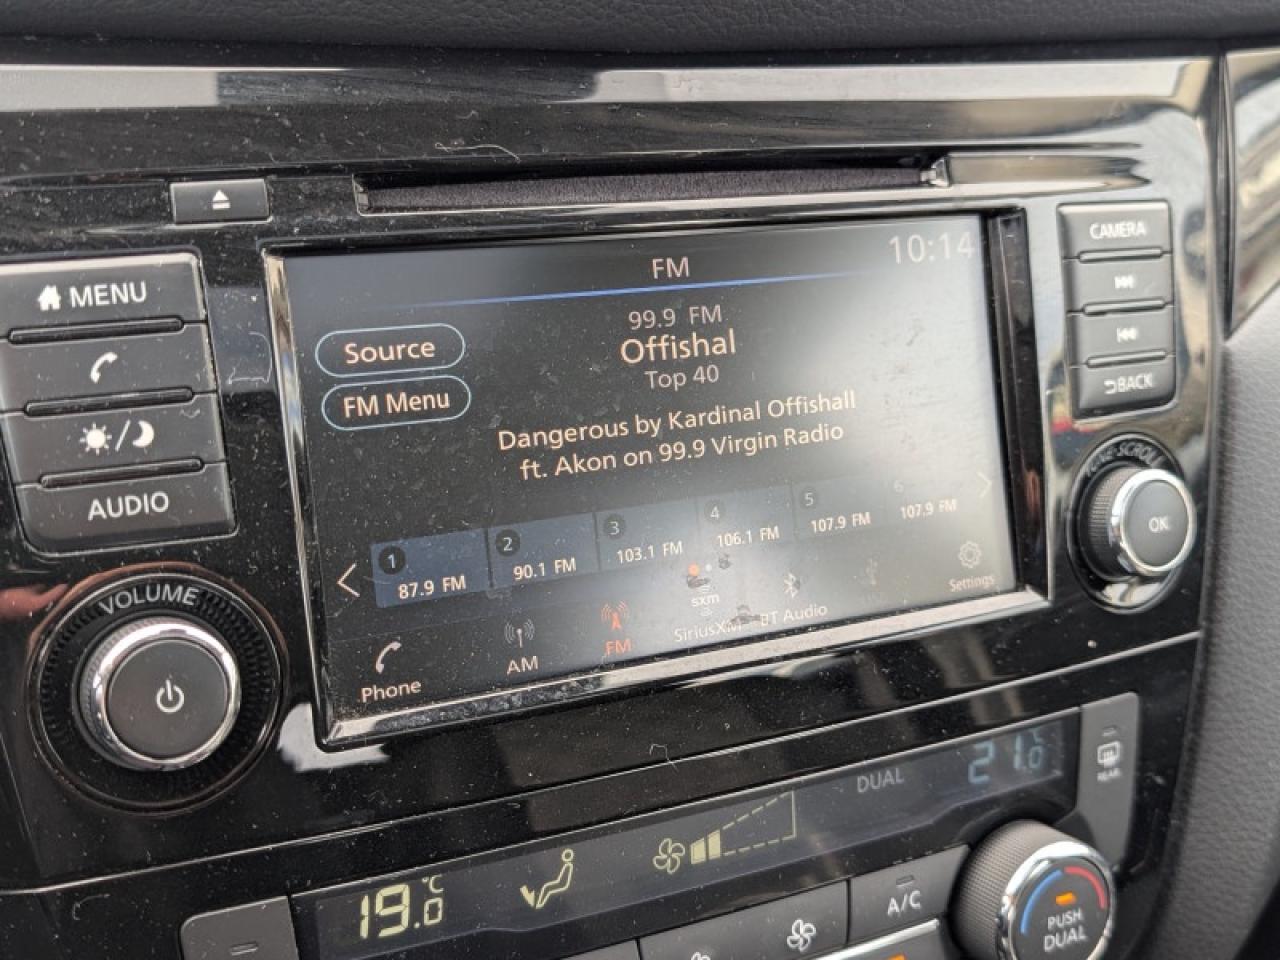 MENU
AUDIO
VOLUME
FM
10:14
Source
FM Menu
99.9 FM
Offishal
Top 40
Dangerous by Kardinal Offishall
ft. Akon on 99.9 Virgin Radio
1 87.9 FM
2 90.1 FM
3 103.1 FM
4 106.1 FM
5 107.9 FM
6 107.9 FM
Phone
AM
FM
sxm
SiriusXM
BT Audio
Settings
CAMERA
BACK
TUNE·SCROLL
OK
19.0 °C
DUAL
21.0 °C
REAR
A/C
PUSH
DUAL